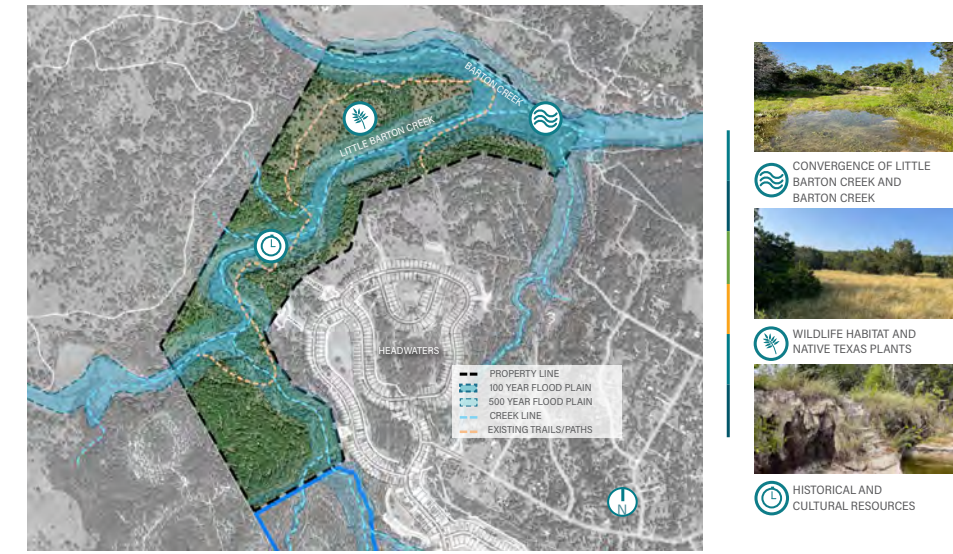 BARTON CREEK
LITTLE BARTON CREEK
HEADWATERS
PROPERTY LINE
100 YEAR FLOOD PLAIN
500 YEAR FLOOD PLAIN
CREEK LINE
EXISTING TRAILS/PATHS
N
CONVERGENCE OF LITTLE
BARTON CREEK AND
BARTON CREEK
WILDLIFE HABITAT AND
NATIVE TEXAS PLANTS
HISTORICAL AND
CULTURAL RESOURCES